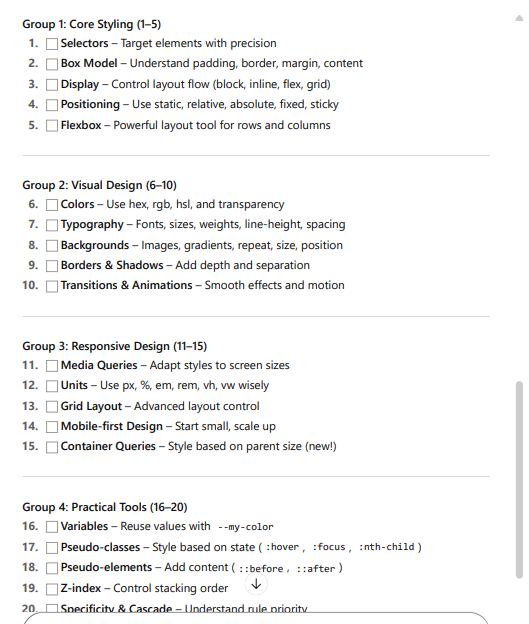 Group 1: Core Styling (1–5)
1. Selectors – Target elements with precision
2. Box Model – Understand padding, border, margin, content
3. Display – Control layout flow (block, inline, flex, grid)
4. Positioning – Use static, relative, absolute, fixed, sticky
5. Flexbox – Powerful layout tool for rows and columns
Group 2: Visual Design (6–10)
6. Colors – Use hex, rgb, hsl, and transparency
7. Typography – Fonts, sizes, weights, line-height, spacing
8. Backgrounds – Images, gradients, repeat, size, position
9. Borders & Shadows – Add depth and separation
10. Transitions & Animations – Smooth effects and motion
Group 3: Responsive Design (11–15)
11. Media Queries – Adapt styles to screen sizes
12. Units – Use px, %, em, rem, vh, vw wisely
13. Grid Layout – Advanced layout control
14. Mobile-first Design – Start small, scale up
15. Container Queries – Style based on parent size (new!)
Group 4: Practical Tools (16–20)
16. Variables – Reuse values with --my-color
17. Pseudo-classes – Style based on state ( :hover , :focus , :nth-child )
18. Pseudo-elements – Add content ( ::before , ::after )
19. Z-index – Control stacking order
20. Specificity & Cascade – Understand rule priority